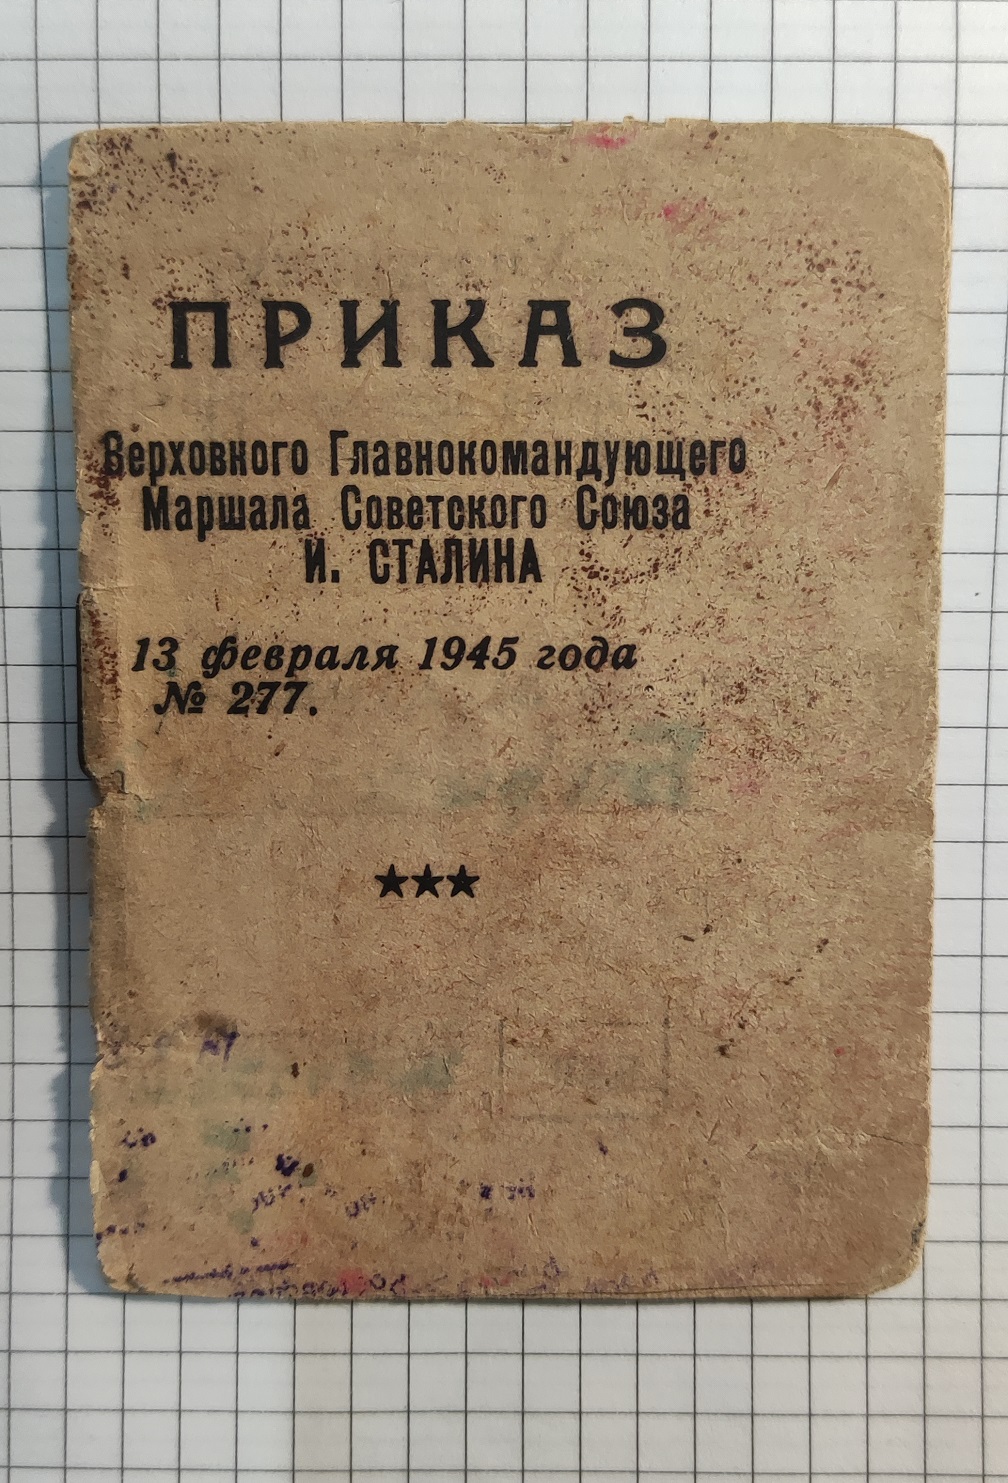 ПРИКАЗ
Верховного Главнокомандующего
Маршала Советского Союза
И. СТАЛИНА
13 февраля 1945 года
№ 277.
★★★